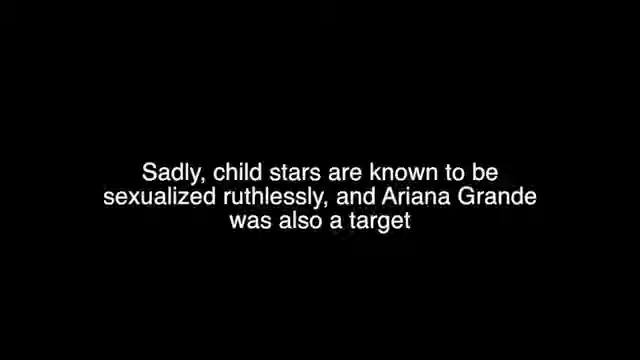 Sadly, child stars are known to be
sexualized ruthlessly, and Ariana Grande
was also a target